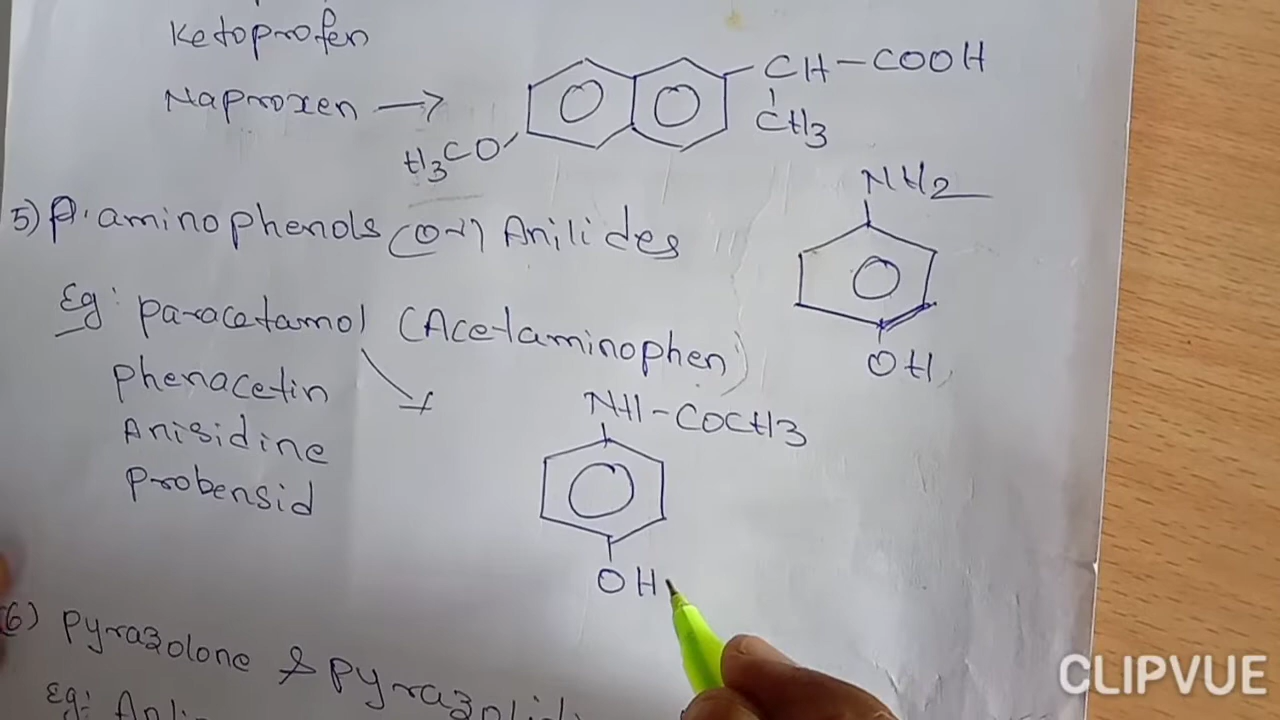 Ketoprofen
Naproxen → CH-COOH
CH3
H3CO
NH2
5) P. aminophenols (or) Anilides
Eg: paracetamol (Acetaminophen)
OH
phenacetin
NH-COCH3
Anisidine
probensid
OH
6) pyrazolone & pyrazolidi
Eg:
CLIPVUE